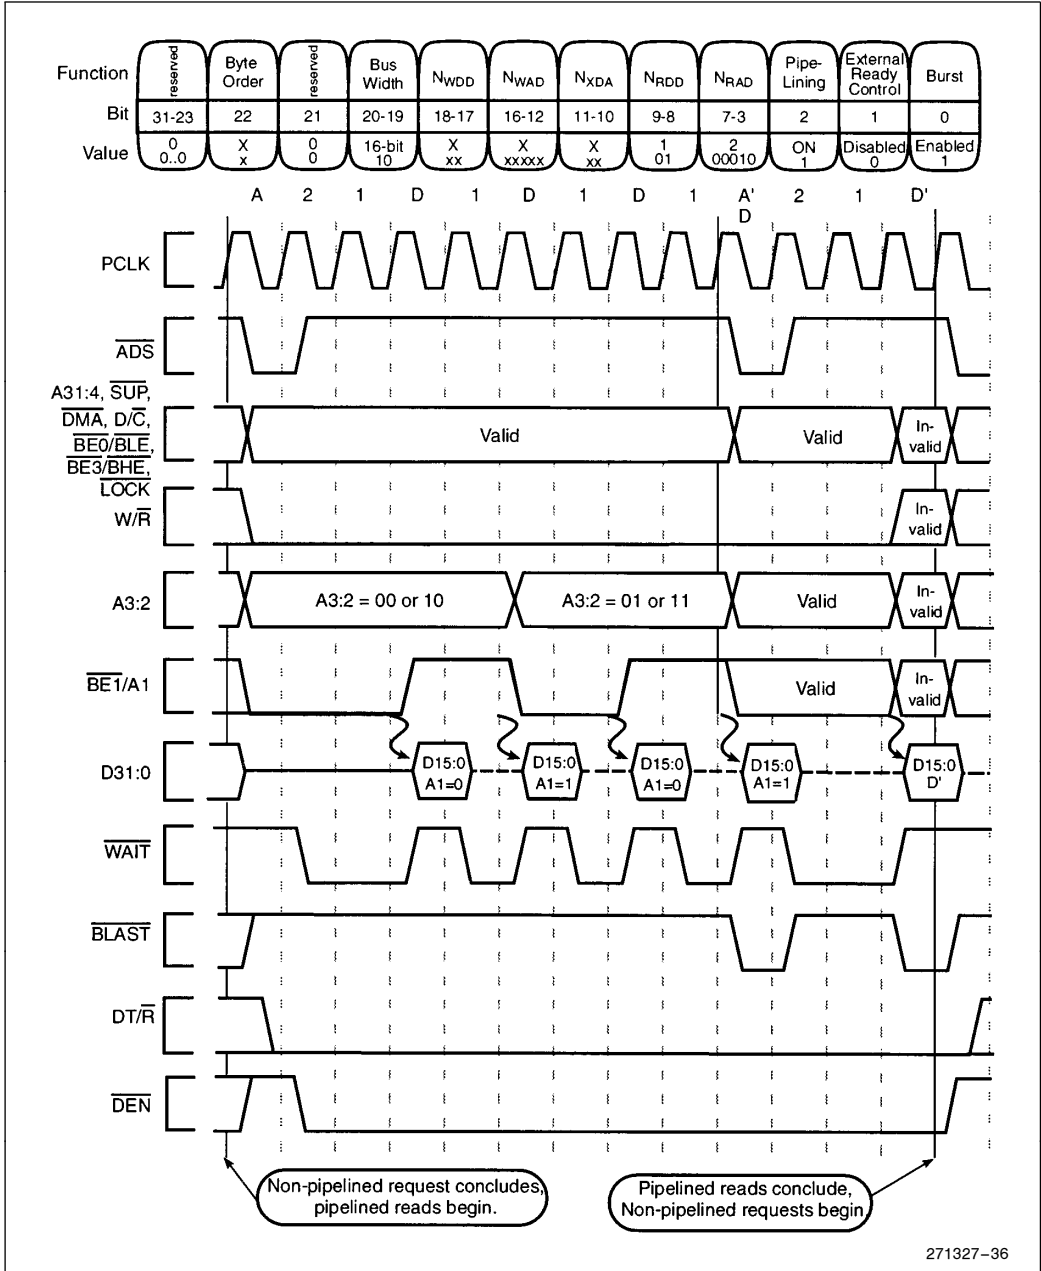 Function
reserved
Byte Order
reserved
Bus Width
NWDD
NWAD
NXDA
NRDD
NRAD
Pipe-Lining
External Ready Control
Burst
Bit
31-23
22
21
20-19
18-17
16-12
11-10
9-8
7-3
2
1
0
Value
0
0..0
X
x
0
0
16-bit
10
X
xx
X
xxxxx
X
xx
1
01
2
00010
ON
1
Disabled
0
Enabled
1
A 2 1 D 1 D 1 D 1 A' 2 1 D'
D
PCLK
ADS
A31:4, SUP,
DMA, D/C,
BE0/BLE,
BE3/BHE,
LOCK
Valid
Valid
In-
valid
W/R
In-
valid
A3:2
A3:2 = 00 or 10
A3:2 = 01 or 11
Valid
In-
valid
BE1/A1
Valid
In-
valid
D31:0
D15:0
A1=0
D15:0
A1=1
D15:0
A1=0
D15:0
A1=1
D15:0
D'
WAIT
BLAST
DT/R
DEN
Non-pipelined request concludes,
pipelined reads begin.
Pipelined reads conclude,
Non-pipelined requests begin
271327-36